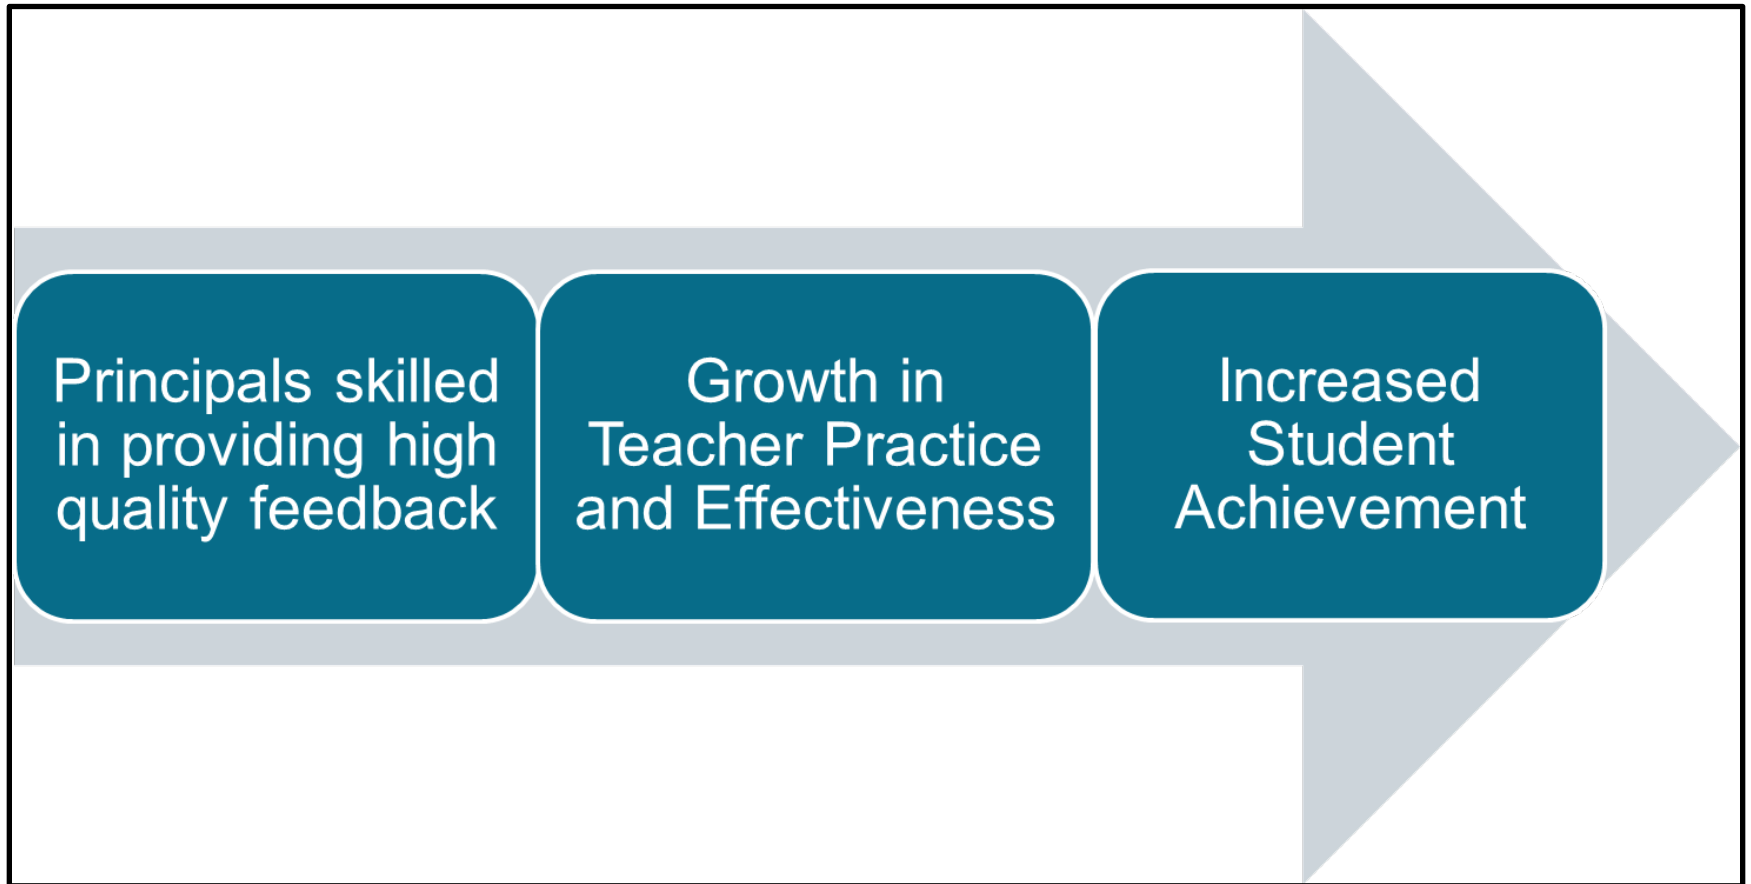 Principals skilled
in providing high
quality feedback
Growth in
Teacher Practice
and Effectiveness
Increased
Student
Achievement